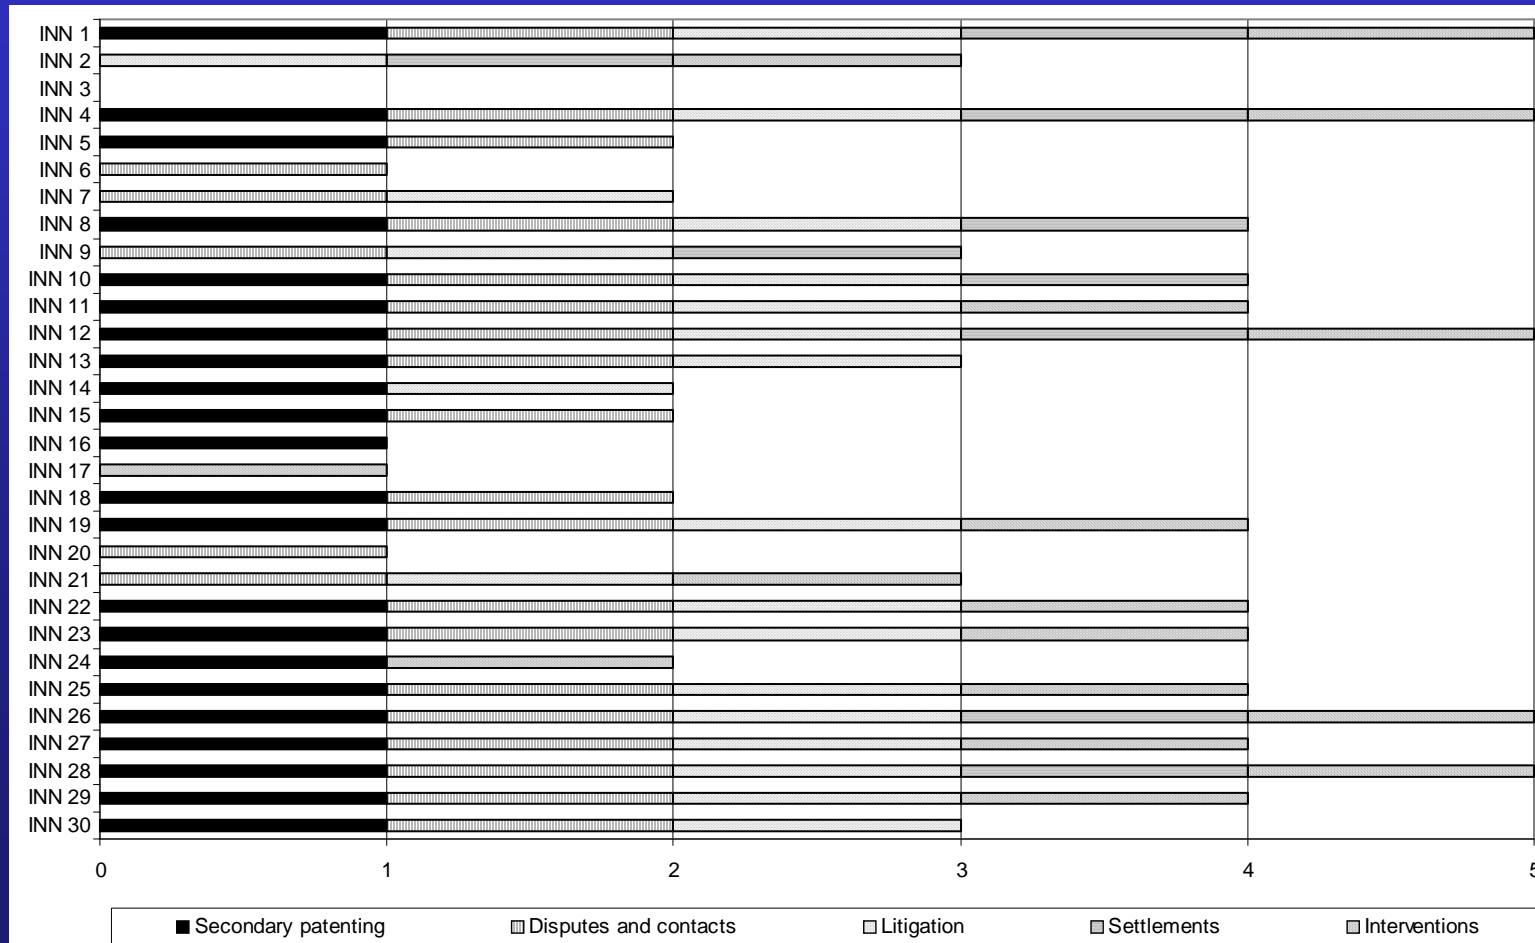 INN 1
INN 2
INN 3
INN 4
INN 5
INN 6
INN 7
INN 8
INN 9
INN 10
INN 11
INN 12
INN 13
INN 14
INN 15
INN 16
INN 17
INN 18
INN 19
INN 20
INN 21
INN 22
INN 23
INN 24
INN 25
INN 26
INN 27
INN 28
INN 29
INN 30
0 1 2 3 4 5
Secondary patenting Disputes and contacts Litigation Settlements Interventions